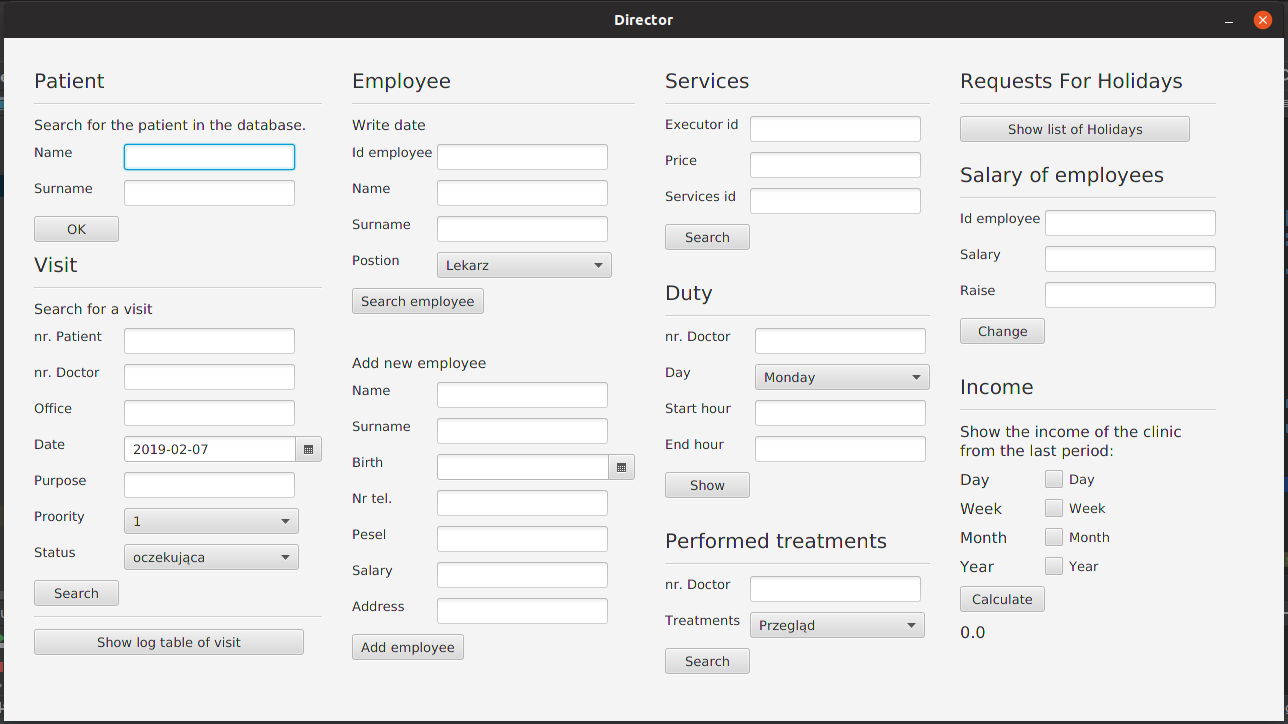 Director
Patient
Search for the patient in the database.
Name
Surname
OK
Visit
Search for a visit
nr. Patient
nr. Doctor
Office
Date 2019-02-07
Purpose
Proority 1
Status oczekująca
Search
Show log table of visit
Employee
Write date
Id employee
Name
Surname
Postion Lekarz
Search employee
Add new employee
Name
Surname
Birth
Nr tel.
Pesel
Salary
Address
Add employee
Services
Executor id
Price
Services id
Search
Duty
nr. Doctor
Day Monday
Start hour
End hour
Show
Performed treatments
nr. Doctor
Treatments Przegląd
Search
Requests For Holidays
Show list of Holidays
Salary of employees
Id employee
Salary
Raise
Change
Income
Show the income of the clinic
from the last period:
Day Day
Week Week
Month Month
Year Year
Calculate
0.0